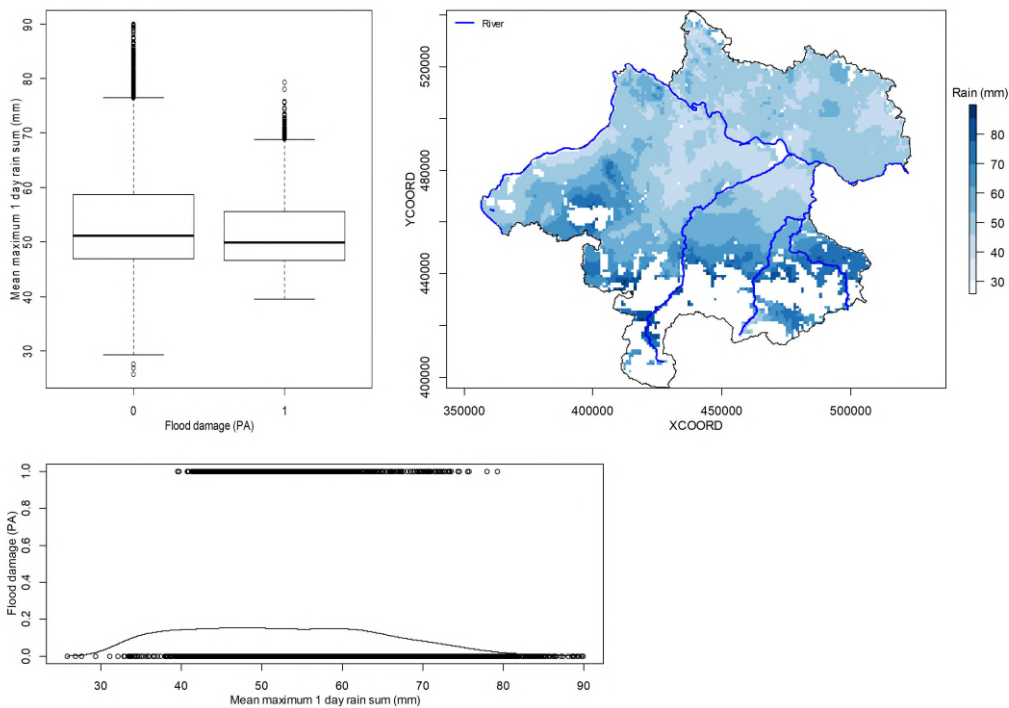 90
80
70
60
50
40
30
Mean maximum 1 day rain sum (mm)
0 1
Flood damage (PA)
River
520000
480000
440000
400000
YCOORD
350000 400000 450000 500000
XCOORD
Rain (mm)
80
70
60
50
40
30
1.0
0.8
0.6
0.4
0.2
0.0
Flood damage (PA)
30 40 50 60 70 80 90
Mean maximum 1 day rain sum (mm)